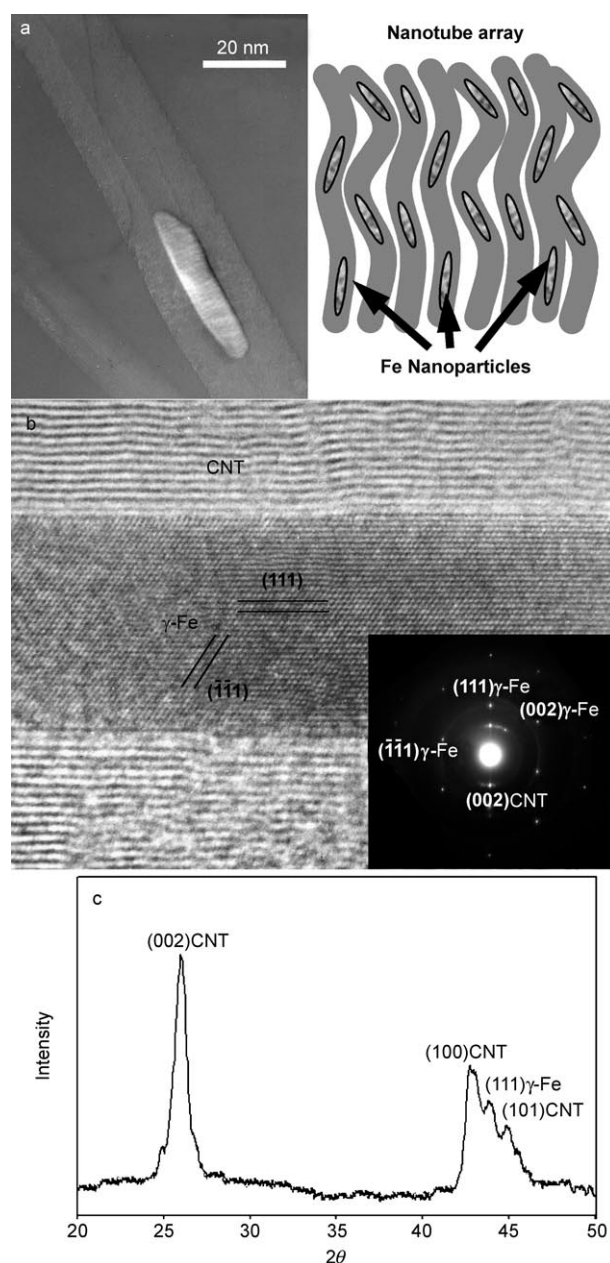 a
20 nm
Nanotube array
Fe Nanoparticles
b
CNT
(111)
γ-Fe
(1̄1̄1)
(111)γ-Fe
(002)γ-Fe
(1̄1̄1)γ-Fe
(002)CNT
c
(002)CNT
(100)CNT
(111)γ-Fe
(101)CNT
Intensity
20 25 30 35 40 45 50
2θ